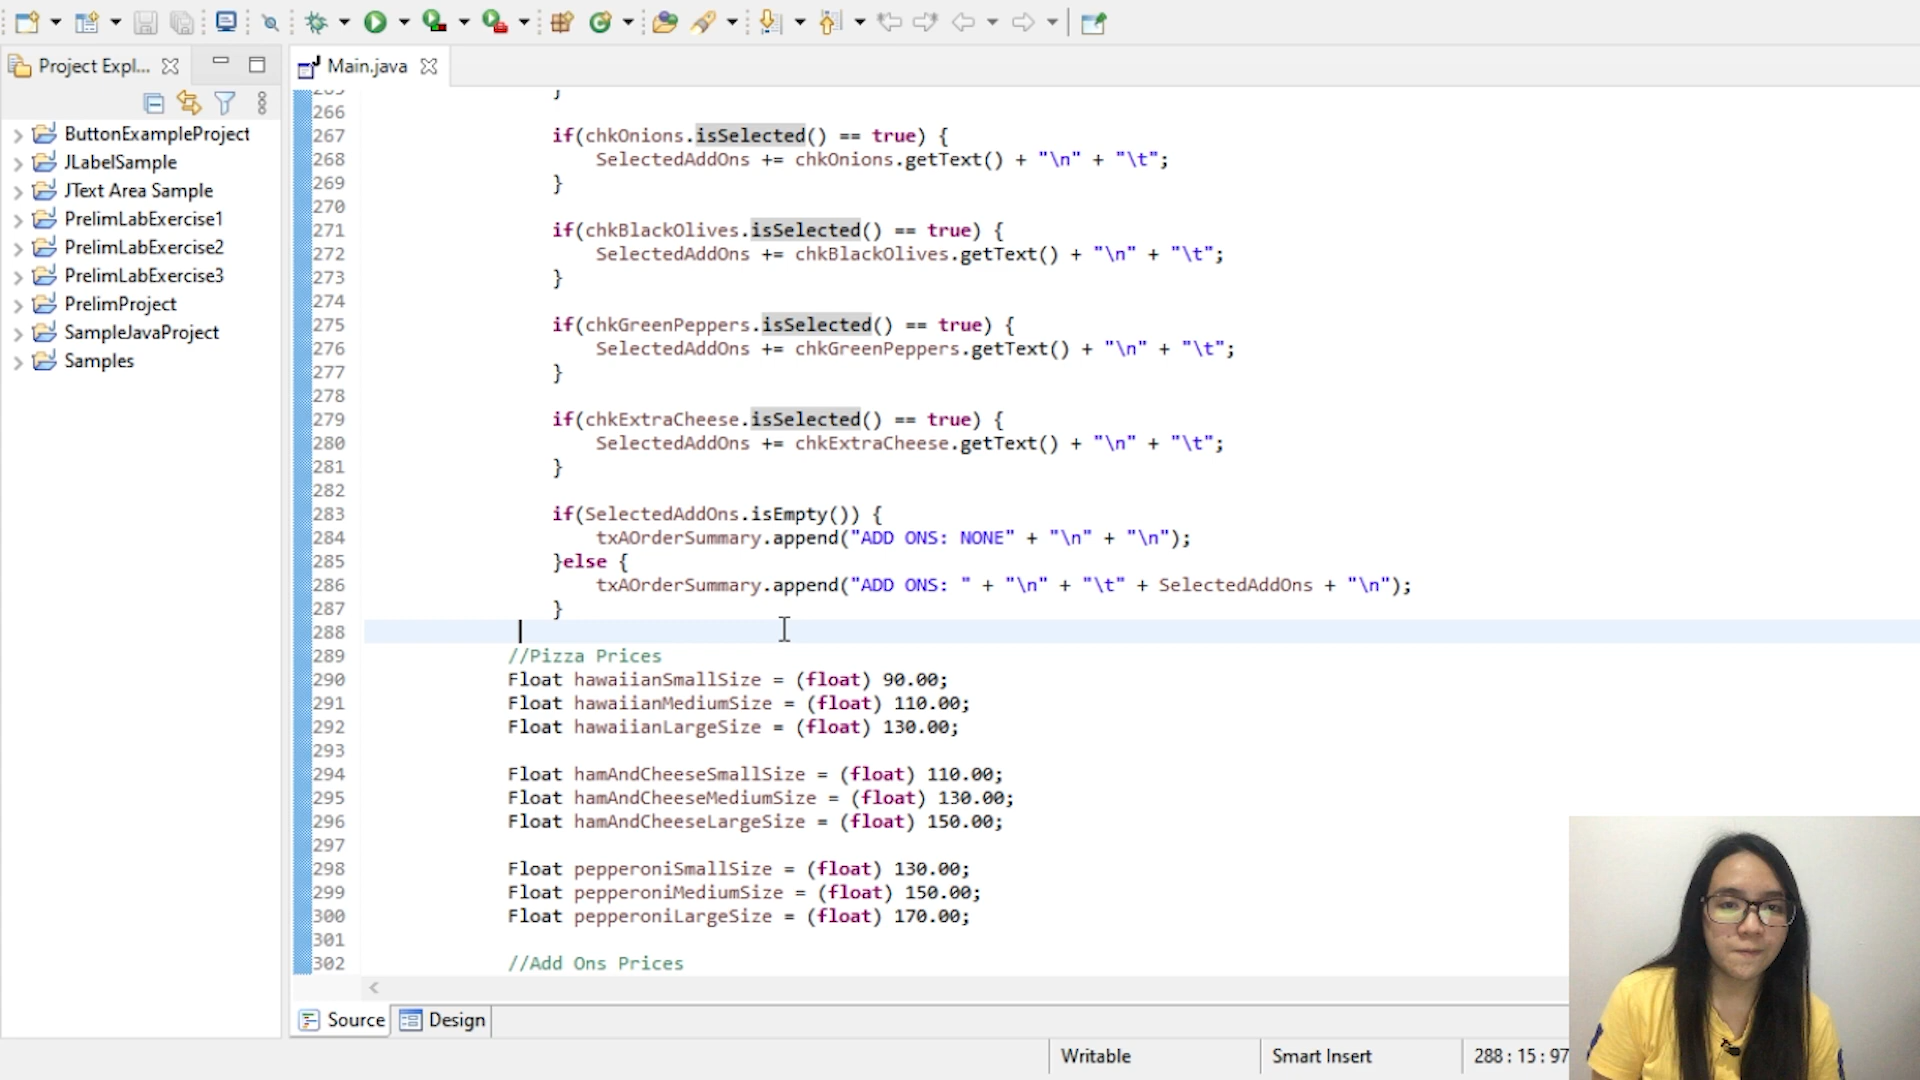 Project Expl...
Main.java
ButtonExampleProject
JLabelSample
JText Area Sample
PrelimLabExercise1
PrelimLabExercise2
PrelimLabExercise3
PrelimProject
SampleJavaProject
Samples
265 }
266
267 if(chkOnions.isSelected() == true) {
268 SelectedAddOns += chkOnions.getText() + "\n" + "\t";
269 }
270
271 if(chkBlackOlives.isSelected() == true) {
272 SelectedAddOns += chkBlackOlives.getText() + "\n" + "\t";
273 }
274
275 if(chkGreenPeppers.isSelected() == true) {
276 SelectedAddOns += chkGreenPeppers.getText() + "\n" + "\t";
277 }
278
279 if(chkExtraCheese.isSelected() == true) {
280 SelectedAddOns += chkExtraCheese.getText() + "\n" + "\t";
281 }
282
283 if(SelectedAddOns.isEmpty()) {
284 txAOrderSummary.append("ADD ONS: NONE" + "\n" + "\n");
285 }else {
286 txAOrderSummary.append("ADD ONS: " + "\n" + "\t" + SelectedAddOns + "\n");
287 }
288
289 //Pizza Prices
290 Float hawaiianSmallSize = (float) 90.00;
291 Float hawaiianMediumSize = (float) 110.00;
292 Float hawaiianLargeSize = (float) 130.00;
293
294 Float hamAndCheeseSmallSize = (float) 110.00;
295 Float hamAndCheeseMediumSize = (float) 130.00;
296 Float hamAndCheeseLargeSize = (float) 150.00;
297
298 Float pepperoniSmallSize = (float) 130.00;
299 Float pepperoniMediumSize = (float) 150.00;
300 Float pepperoniLargeSize = (float) 170.00;
301
302 //Add Ons Prices
Source Design
Writable Smart Insert 288 : 15 : 97